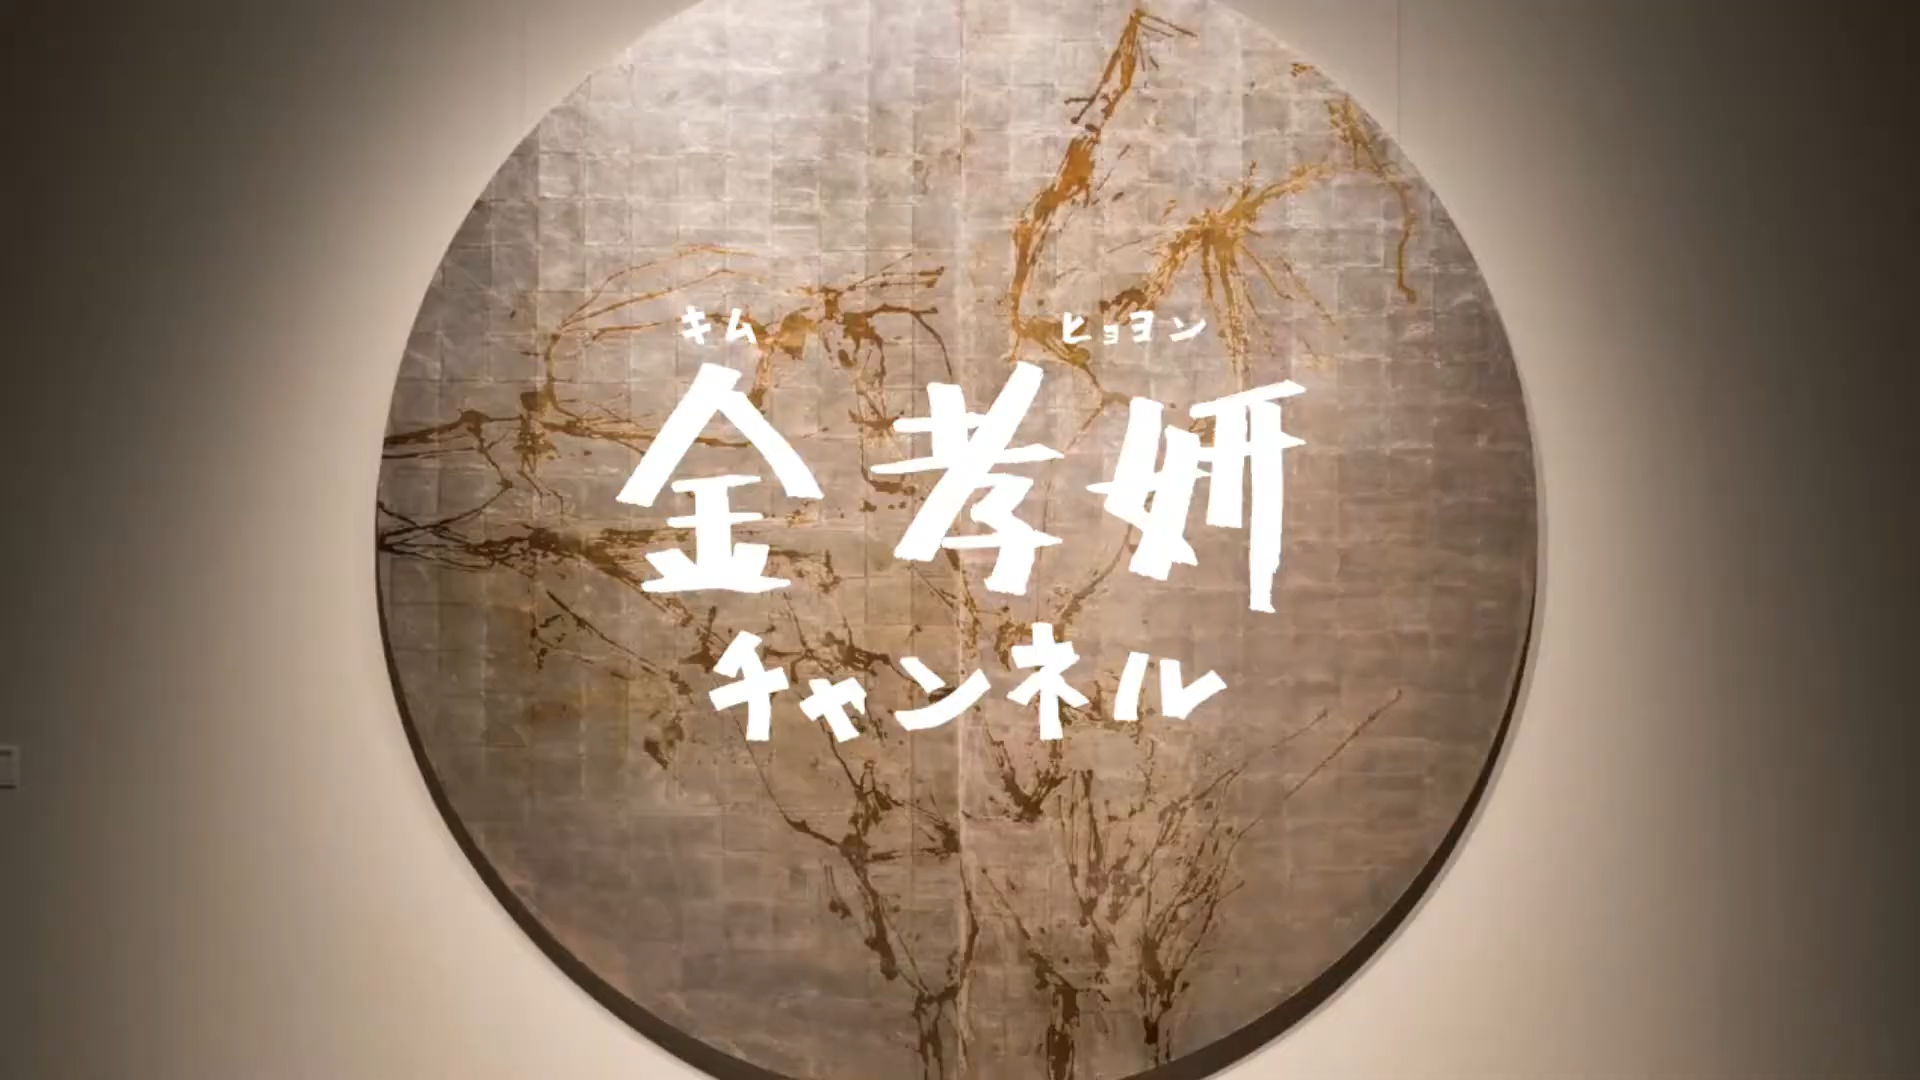 キム ヒョヨン
金 孝妍
チャンネル